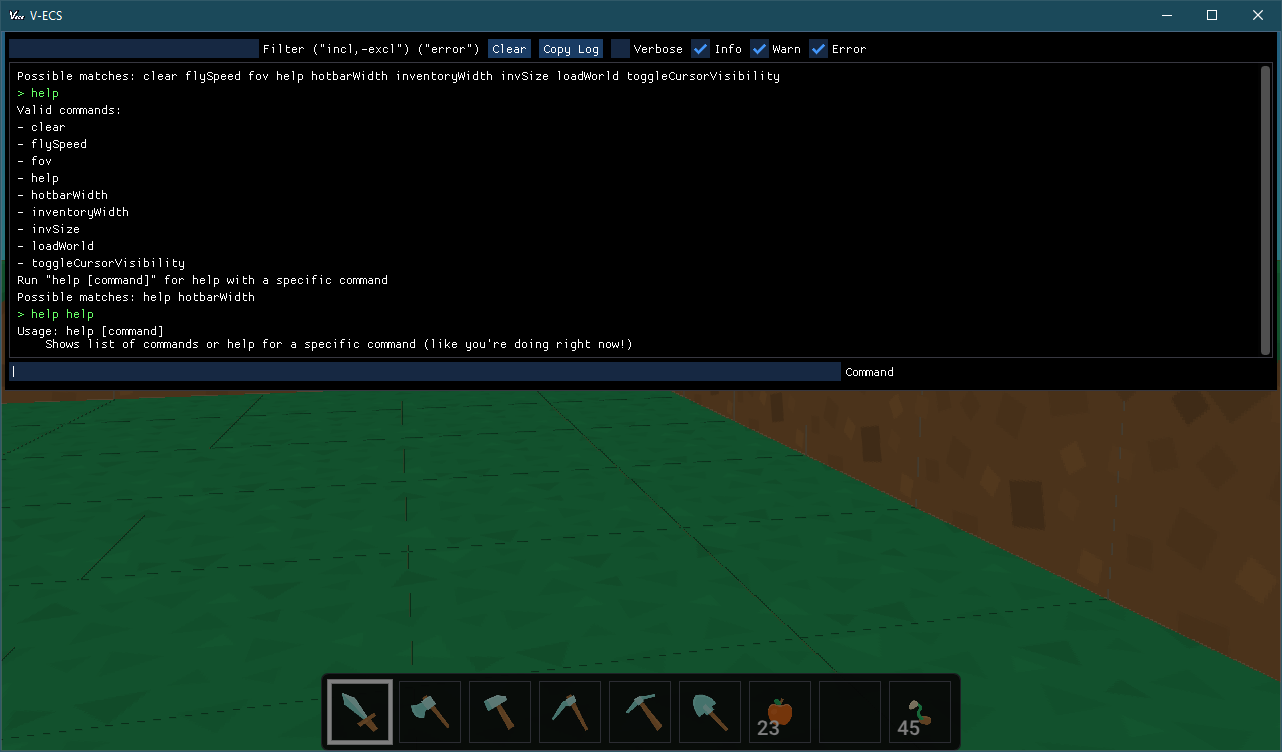 Vecs V-ECS
Filter ("incl,-excl") ("error") Clear Copy Log Verbose Info Warn Error
Possible matches: clear flySpeed fov help hotbarWidth inventoryWidth invSize loadWorld toggleCursorVisibility
> help
Valid commands:
- clear
- flySpeed
- fov
- help
- hotbarWidth
- inventoryWidth
- invSize
- loadWorld
- toggleCursorVisibility
Run "help [command]" for help with a specific command
Possible matches: help hotbarWidth
> help help
Usage: help [command]
Shows list of commands or help for a specific command (like you're doing right now!)
Command
23 45